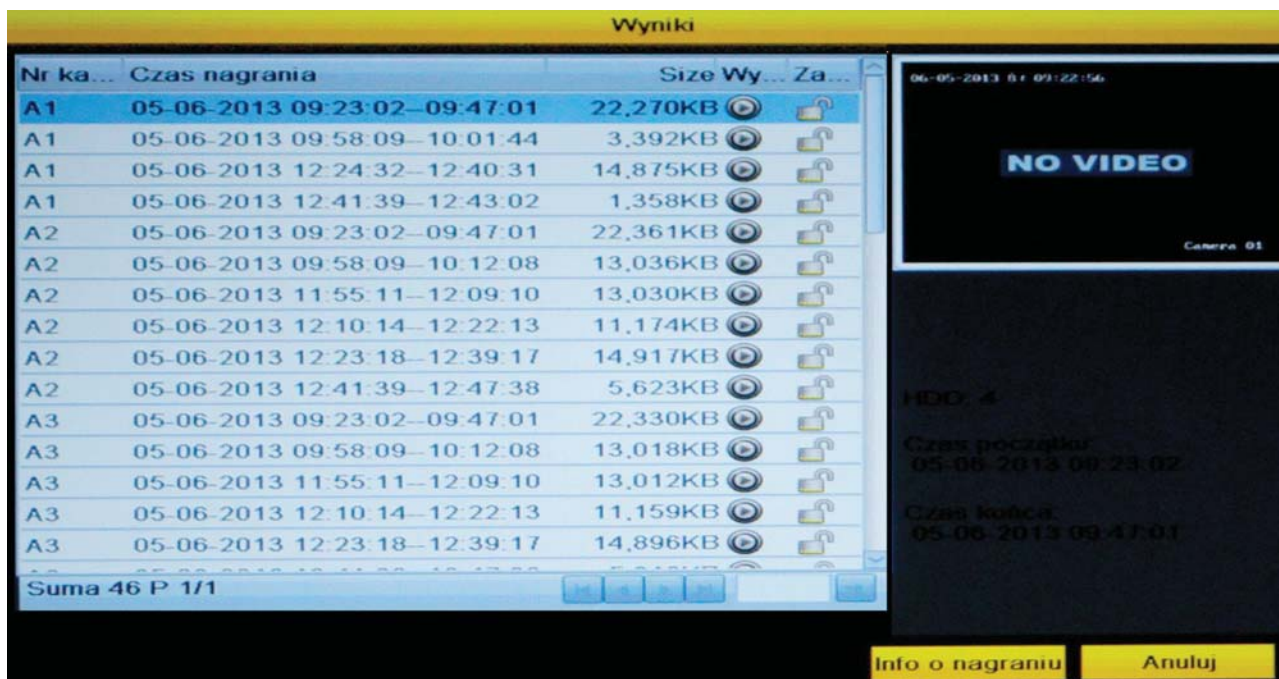 Wyniki
Nr ka... Czas nagrania Size Wy... Za...
A1 05-06-2013 09:23:02--09:47:01 22,270KB
A1 05-06-2013 09:58:09--10:01:44 3,392KB
A1 05-06-2013 12:24:32--12:40:31 14,875KB
A1 05-06-2013 12:41:39--12:43:02 1,358KB
A2 05-06-2013 09:23:02--09:47:01 22,361KB
A2 05-06-2013 09:58:09--10:12:08 13,036KB
A2 05-06-2013 11:55:11--12:09:10 13,030KB
A2 05-06-2013 12:10:14--12:22:13 11,174KB
A2 05-06-2013 12:23:18--12:39:17 14,917KB
A2 05-06-2013 12:41:39--12:47:38 5,623KB
A3 05-06-2013 09:23:02--09:47:01 22,330KB
A3 05-06-2013 09:58:09--10:12:08 13,018KB
A3 05-06-2013 11:55:11--12:09:10 13,012KB
A3 05-06-2013 12:10:14--12:22:13 11,159KB
A3 05-06-2013 12:23:18--12:39:17 14,896KB
Suma 46 P 1/1
06-05-2013 śr 09:22:56
NO VIDEO
Camera 01
HDD: 4
Czas początku:
05-06-2013 09:23:02
Czas końca:
05-06-2013 09:47:01
Info o nagraniu
Anuluj